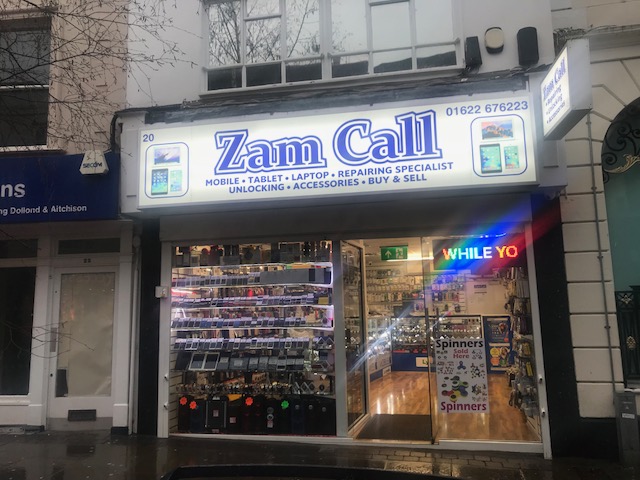 20
Zam Call
01622 676223
MOBILE • TABLET • LAPTOP • REPAIRING SPECIALIST
UNLOCKING • ACCESSORIES • BUY & SELL
Zam Call
ns
ng Dollond & Aitchison
WHILE YO
Spinners
Sold
Here
Spinners